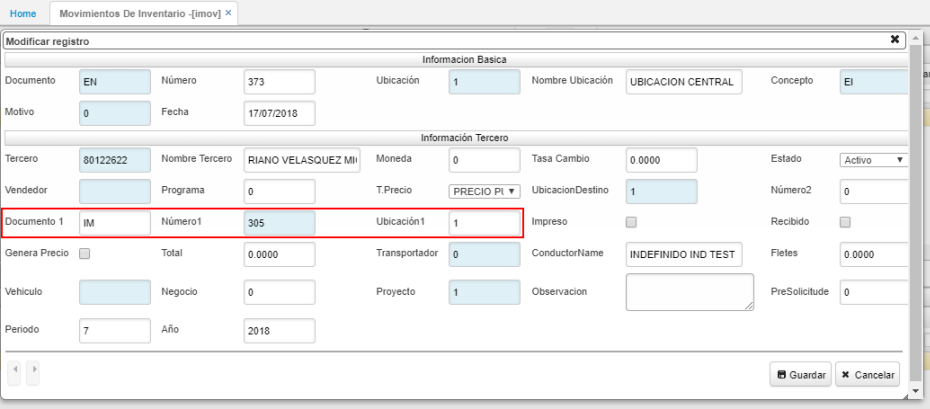 Home Movimientos De Inventario -[imov] ×
Modificar registro ✖
Informacion Basica
Documento EN Número 373 Ubicación 1 Nombre Ubicación UBICACION CENTRAL Concepto EI
Motivo 0 Fecha 17/07/2018
Información Tercero
Tercero 80122622 Nombre Tercero RIANO VELASQUEZ MI Moneda 0 Tasa Cambio 0.0000 Estado Activo
Vendedor Programa 0 T.Precio PRECIO PU UbicacionDestino 1 Número2 0
Documento 1 IM Número1 305 Ubicación1 1 Impreso Recibido
Genera Precio Total 0.0000 Transportador 0 ConductorName INDEFINIDO IND TEST Fletes 0.0000
Vehiculo Negocio 0 Proyecto 1 Observacion PreSolicitude 0
Periodo 7 Año 2018
Guardar ✖ Cancelar